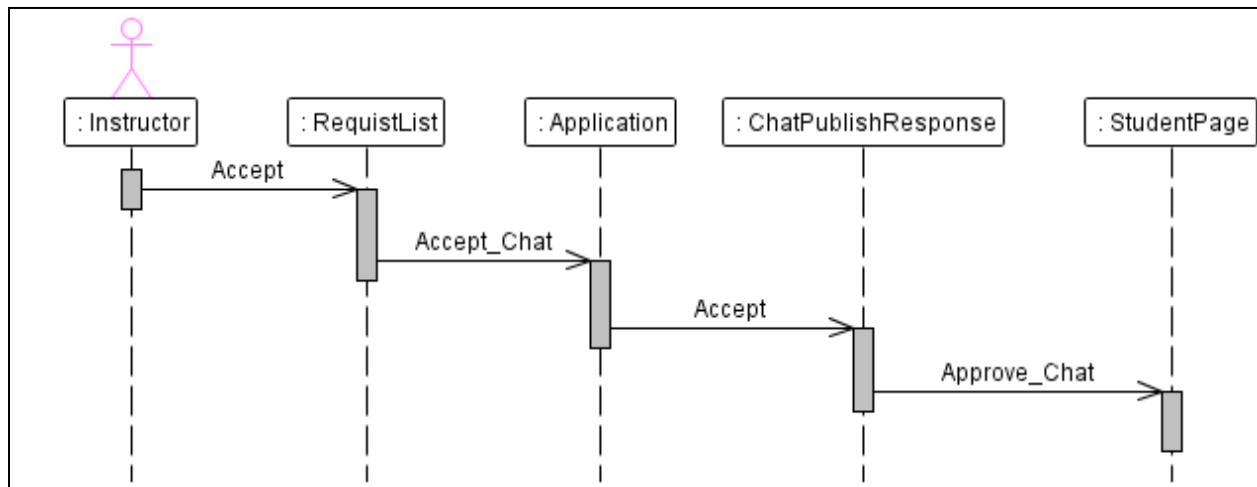 : Instructor
: RequistList
: Application
: ChatPublishResponse
: StudentPage
Accept
Accept_Chat
Accept
Approve_Chat